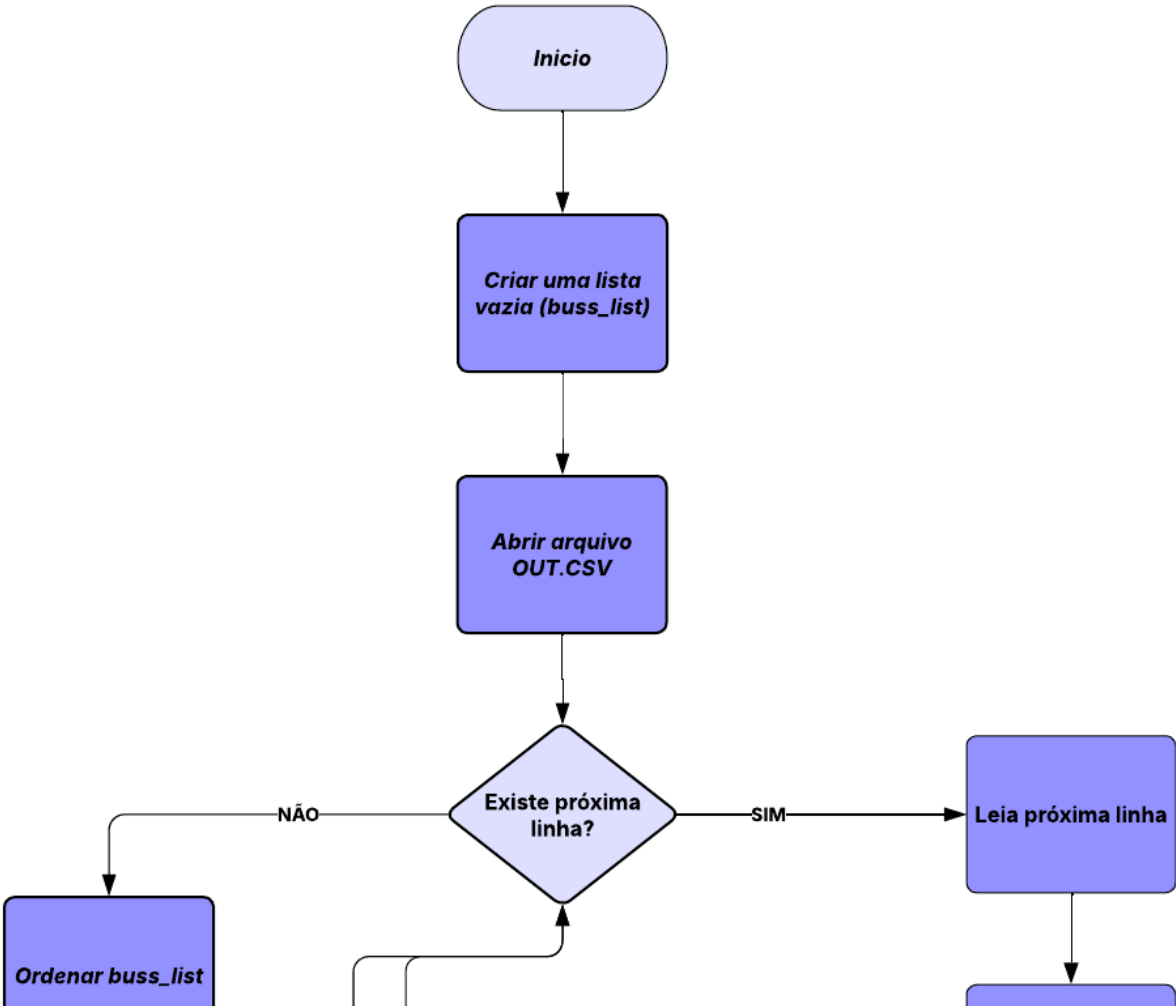 Inicio
Criar uma lista
vazia (buss_list)
Abrir arquivo
OUT.CSV
Existe próxima
linha?
NÃO
SIM
Leia próxima linha
Ordenar buss_list